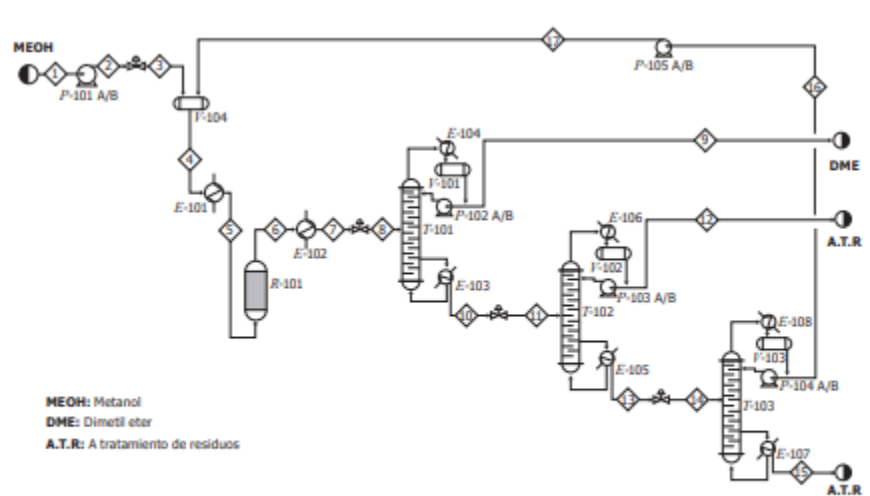 MEOH
1
2
3
P-101 A/B
V-104
4
E-101
5
6
E-102
7
8
R-101
17
P-105 A/B
16
E-104
V-101
P-102 A/B
T-101
E-103
9
DME
10
11
E-106
V-102
P-103 A/B
T-102
E-105
12
A.T.R
13
14
E-108
V-103
P-104 A/B
T-103
E-107
15
A.T.R
MEOH: Metanol
DME: Dimetil eter
A.T.R: A tratamiento de residuos